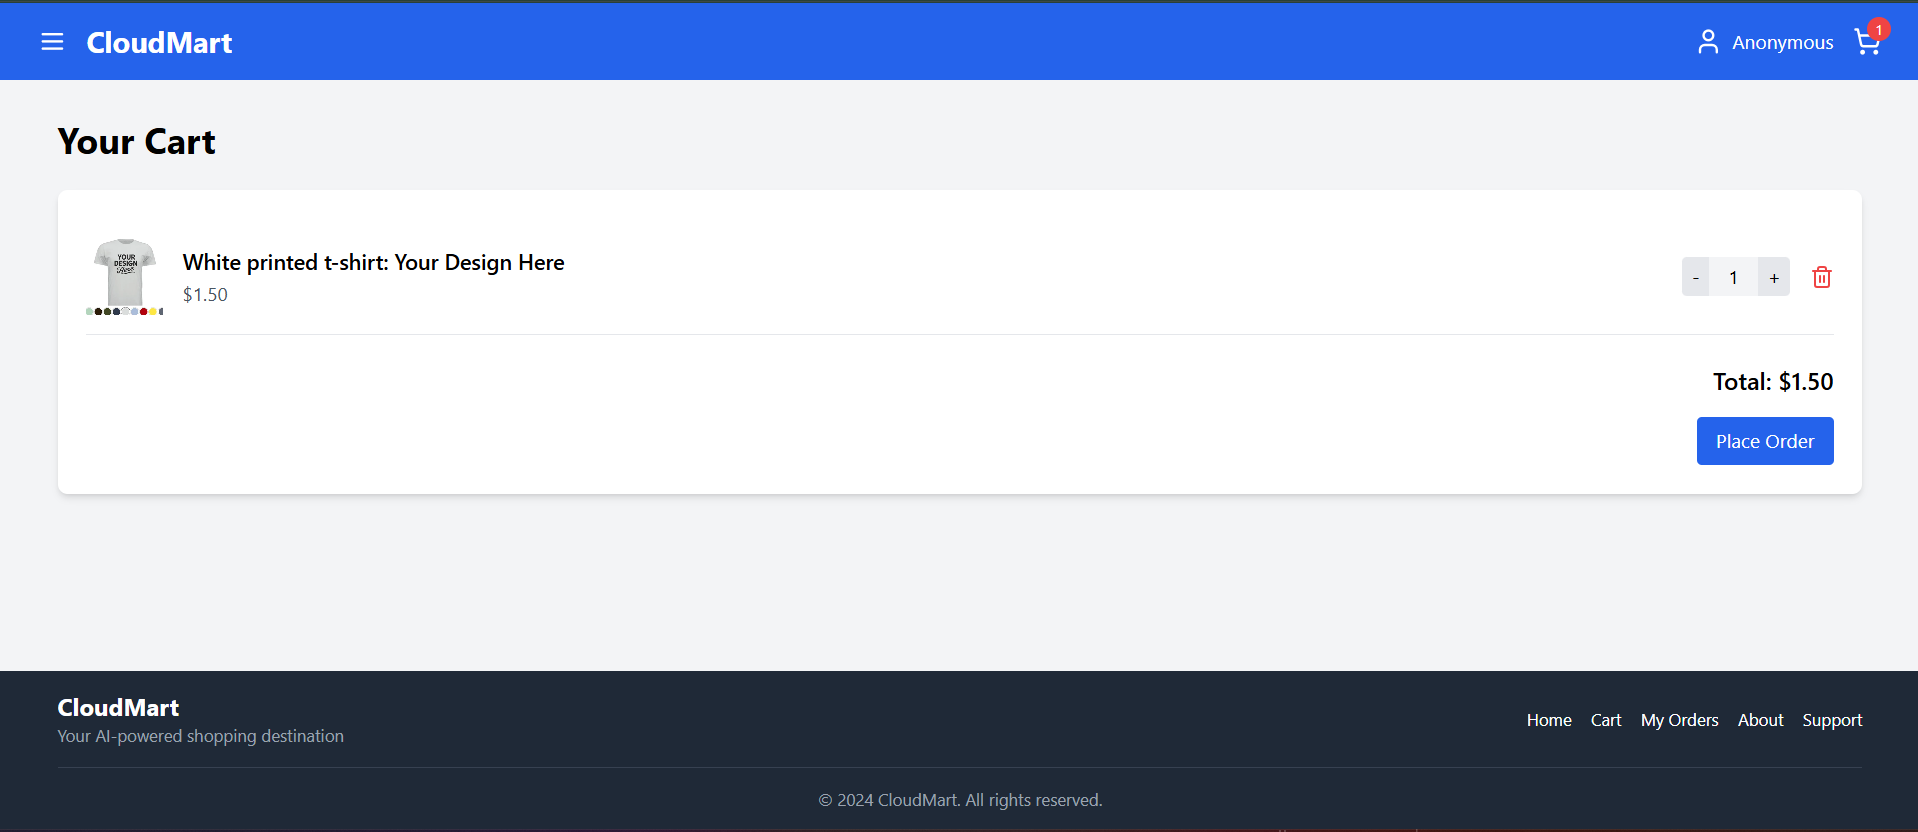 CloudMart
Anonymous
1
Your Cart
YOUR
DESIGN
Here
White printed t-shirt: Your Design Here
$1.50
- 1 +
Total: $1.50
Place Order
CloudMart
Your AI-powered shopping destination
Home Cart My Orders About Support
© 2024 CloudMart. All rights reserved.